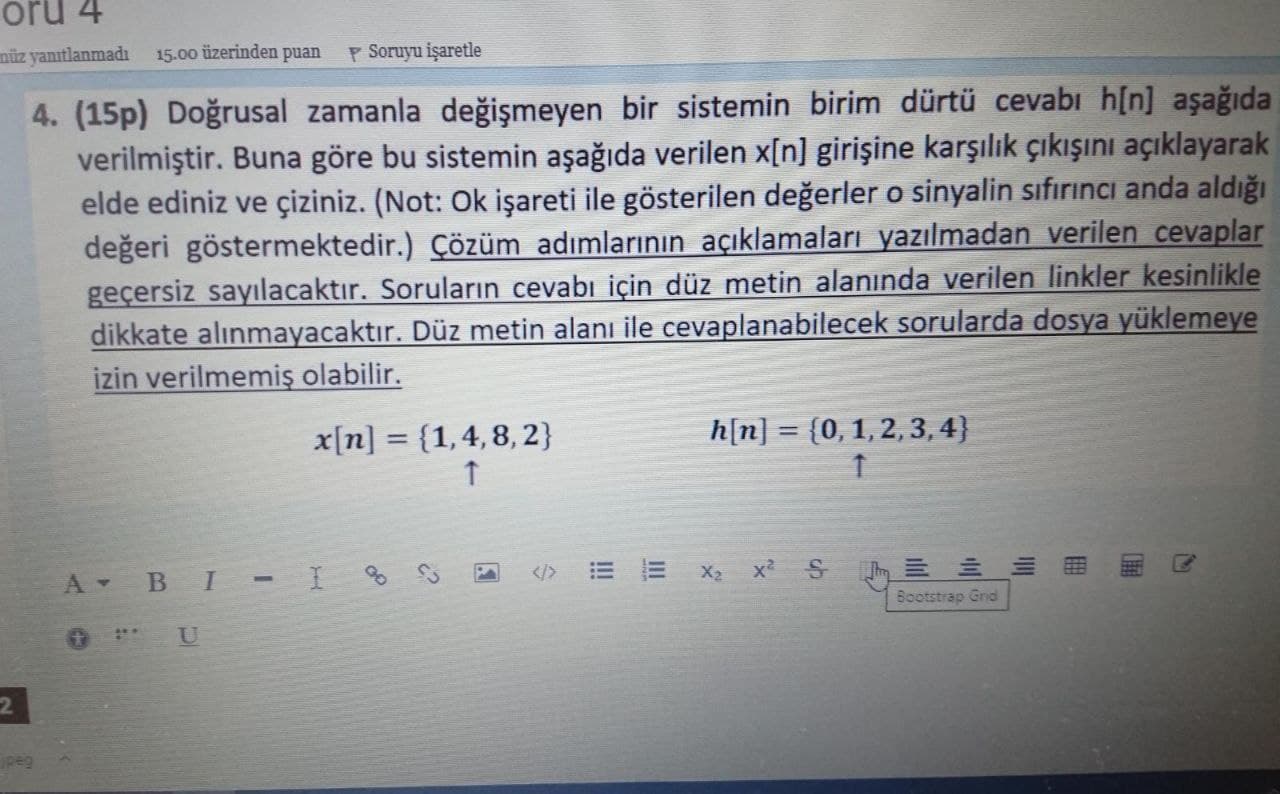 oru 4
nüz yanıtlanmadı 15.00 üzerinden puan Soruyu işaretle
4. (15p) Doğrusal zamanla değişmeyen bir sistemin birim dürtü cevabı h[n] aşağıda
verilmiştir. Buna göre bu sistemin aşağıda verilen x[n] girişine karşılık çıkışını açıklayarak
elde ediniz ve çiziniz. (Not: Ok işareti ile gösterilen değerler o sinyalin sıfırıncı anda aldığı
değeri göstermektedir.) Çözüm adımlarının açıklamaları yazılmadan verilen cevaplar
geçersiz sayılacaktır. Soruların cevabı için düz metin alanında verilen linkler kesinlikle
dikkate alınmayacaktır. Düz metin alanı ile cevaplanabilecek sorularda dosya yüklemeye
izin verilmemiş olabilir.
x[n] = {1, 4, 8, 2} h[n] = {0, 1, 2, 3, 4}
↑ ↑
A B I </> X₂ X² S
Bootstrap Grid
U
2
jpeg